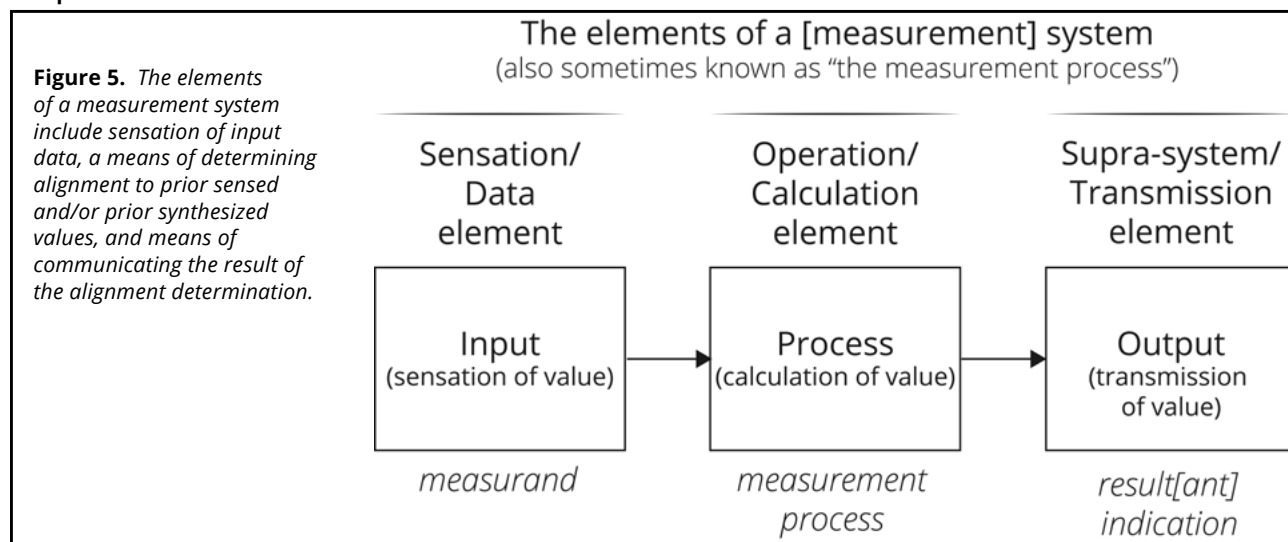 Figure 5. The elements
of a measurement system
include sensation of input
data, a means of determining
alignment to prior sensed
and/or prior synthesized
values, and means of
communicating the result of
the alignment determination.
The elements of a [measurement] system
(also sometimes known as “the measurement process”)
Sensation/
Data
element
Operation/
Calculation
element
Supra-system/
Transmission
element
Input
(sensation of value)
Process
(calculation of value)
Output
(transmission
of value)
measurand
measurement
process
result[ant]
indication